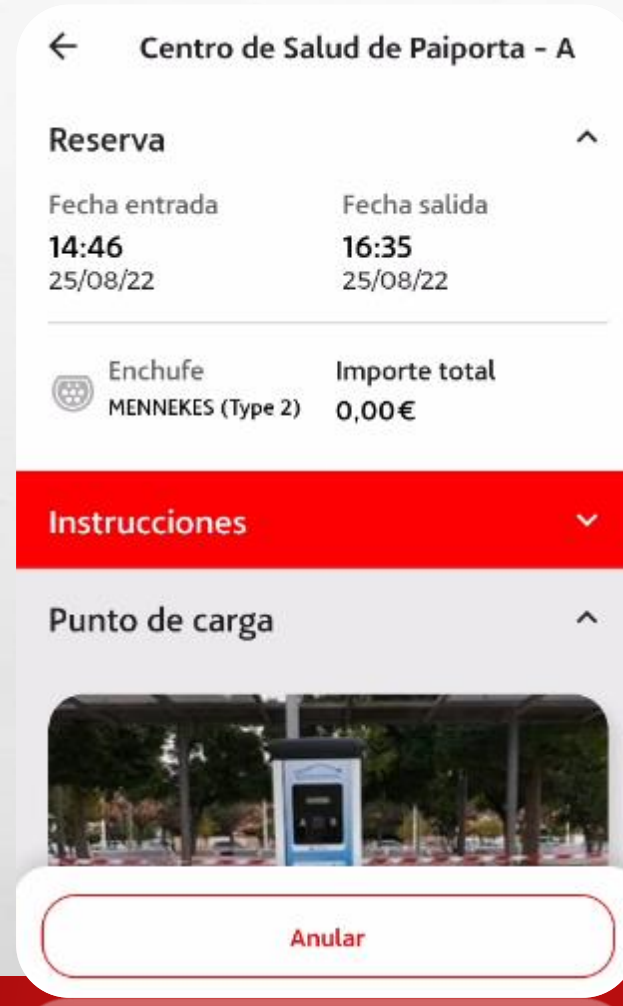 Centro de Salud de Paiporta - A
Reserva
Fecha entrada Fecha salida
14:46 16:35
25/08/22 25/08/22
Enchufe Importe total
MENNEKES (Type 2) 0,00€
Instrucciones
Punto de carga
Anular